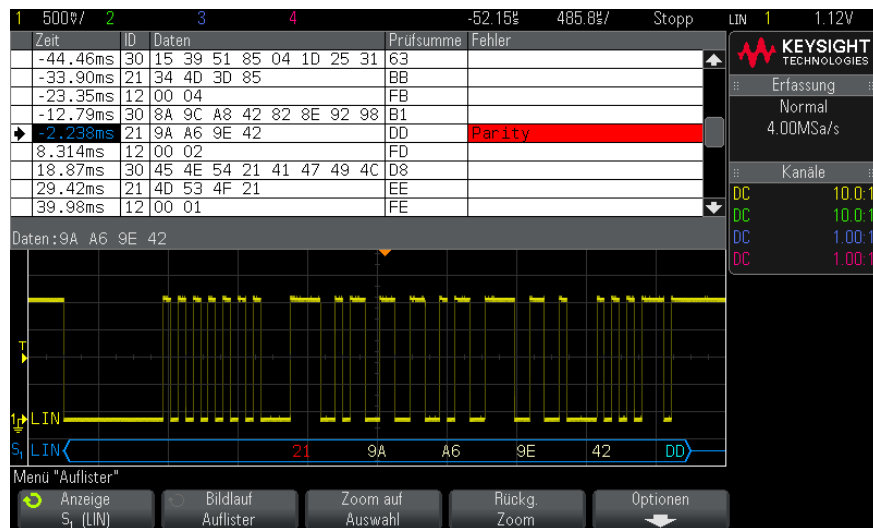 1 500%/ 2 3 4 -52.15% 485.8%/ Stopp LIN 1 1.12V
Zeit ID Daten Prüfsumme Fehler
-44.46ms 30 15 39 51 85 04 1D 25 31 63
-33.90ms 21 34 4D 3D 85 BB
-23.35ms 12 00 04 FB
-12.79ms 30 8A 9C A8 42 82 8E 92 98 B1
-2.238ms 21 9A A6 9E 42 DD Parity
8.314ms 12 00 02 FD
18.87ms 30 45 4E 54 21 41 47 49 4C D8
29.42ms 21 4D 53 4F 21 EE
39.98ms 12 00 01 FE
Daten:9A A6 9E 42
KEYSIGHT
TECHNOLOGIES
Erfassung
Normal
4.00MSa/s
Kanäle
DC 10.0:1
DC 10.0:1
DC 1.00:1
DC 1.00:1
T
1 LIN
S1 LIN 21 9A A6 9E 42 DD
Menü "Auflister"
Anzeige
S1 (LIN)
Bildlauf
Auflister
Zoom auf
Auswahl
Rückg.
Zoom
Optionen